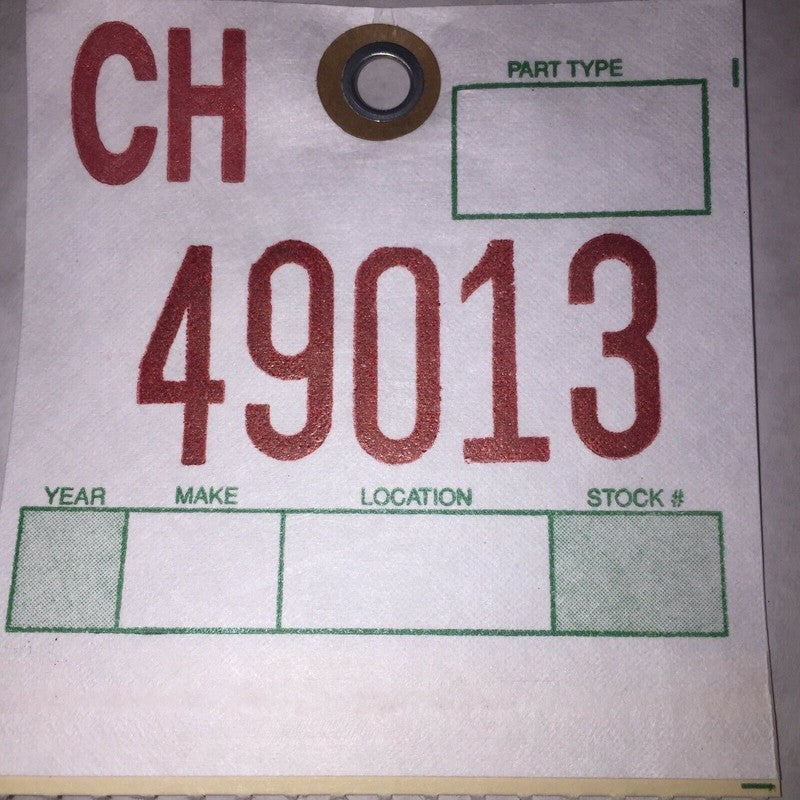 CH
PART TYPE
49013
YEAR MAKE LOCATION STOCK #